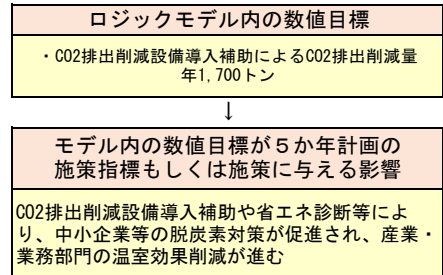 ロジックモデル内の数値目標
・CO2排出削減設備導入補助によるCO2排出削減量
年1,700トン
↓
モデル内の数値目標が５か年計画の
施策指標もしくは施策に与える影響
CO2排出削減設備導入補助や省エネ診断等によ
り、中小企業等の脱炭素対策が促進され、産業・
業務部門の温室効果削減が進む